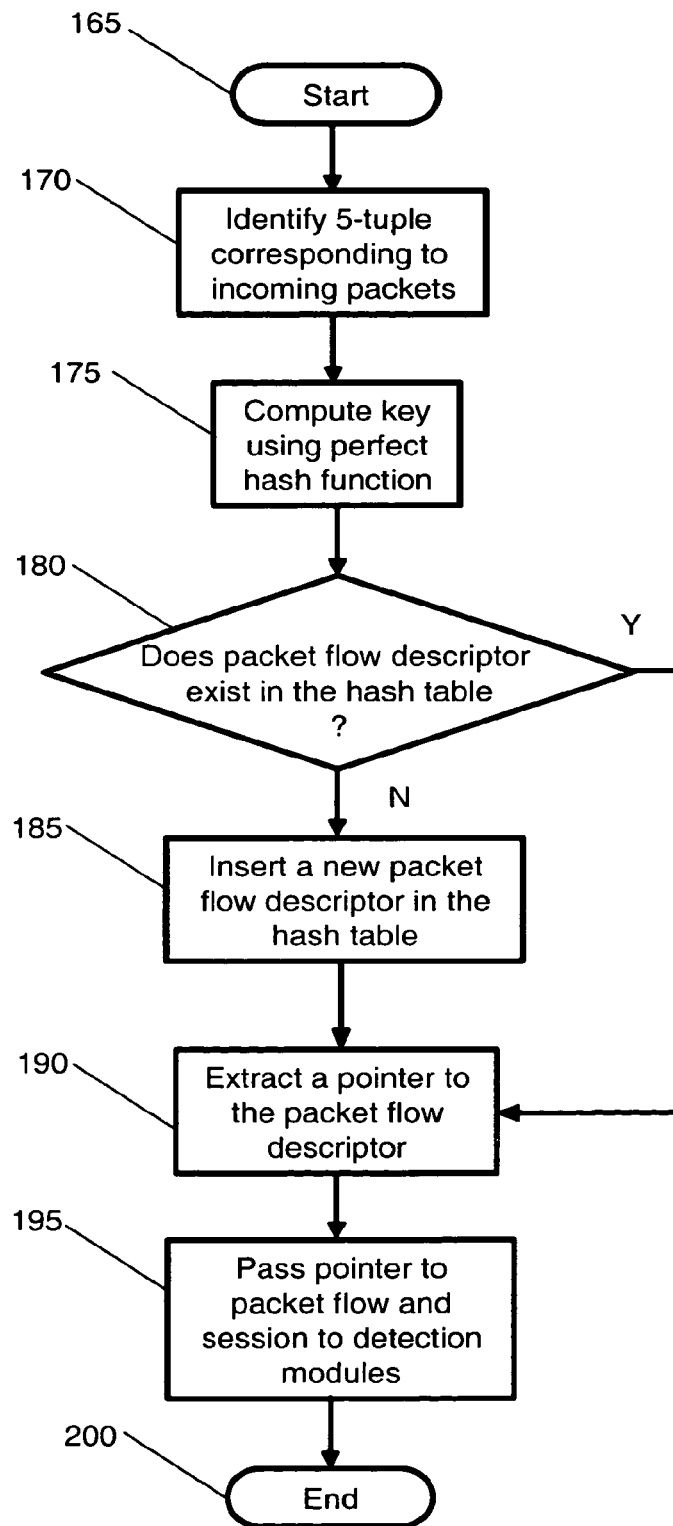 165
Start
170
Identify 5-tuple
corresponding to
incoming packets
175
Compute key
using perfect
hash function
180
Does packet flow descriptor
exist in the hash table
?
Y
N
185
Insert a new packet
flow descriptor in the
hash table
190
Extract a pointer to
the packet flow
descriptor
195
Pass pointer to
packet flow and
session to detection
modules
200
End